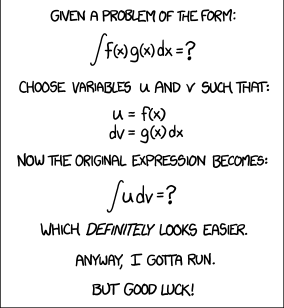 GIVEN A PROBLEM OF THE FORM:
∫f(x)g(x)dx=?
CHOOSE VARIABLES u AND v SUCH THAT:
u = f(x)
dv = g(x)dx
NOW THE ORIGINAL EXPRESSION BECOMES:
∫udv=?
WHICH DEFINITELY LOOKS EASIER.
ANYWAY, I GOTTA RUN.
BUT GOOD LUCK!